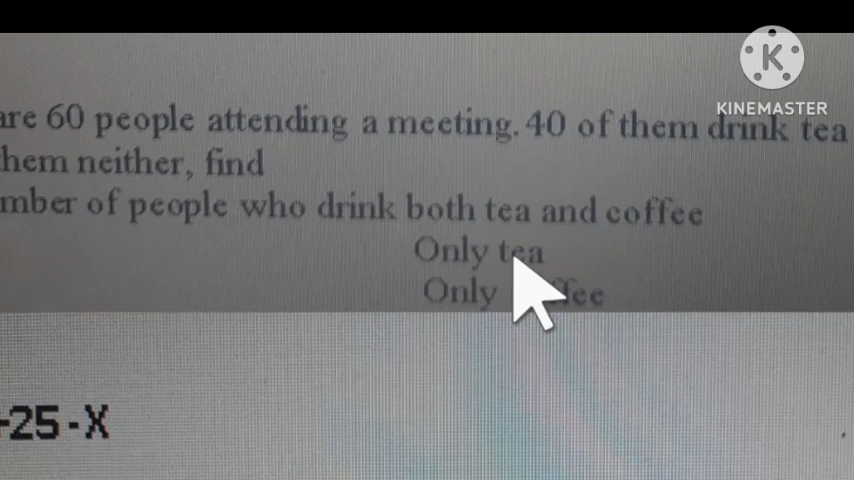 KINEMASTER
are 60 people attending a meeting. 40 of them drink tea
hem neither, find
mber of people who drink both tea and coffee
Only tea
Only
+25-X